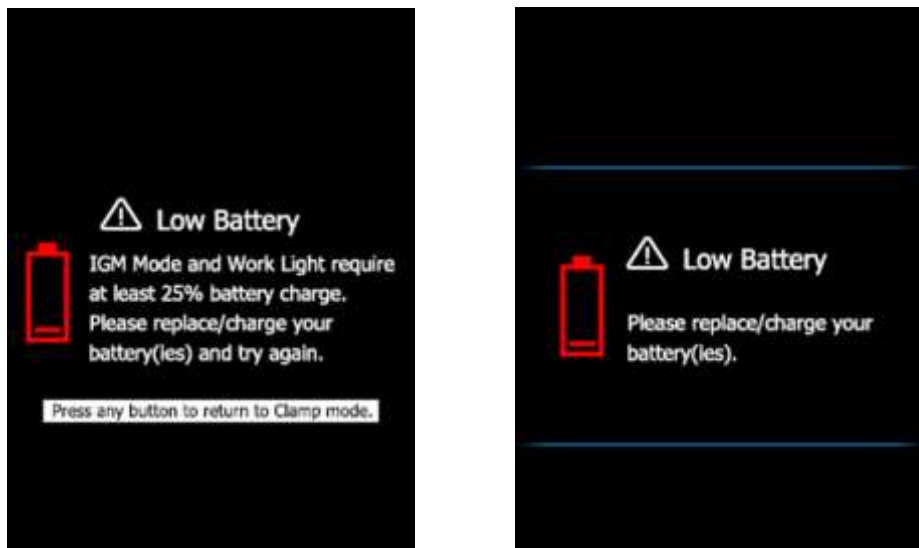 Low Battery
IGM Mode and Work Light require
at least 25% battery charge.
Please replace/charge your
battery(ies) and try again.
Press any button to return to Clamp mode.
Low Battery
Please replace/charge your
battery(ies).